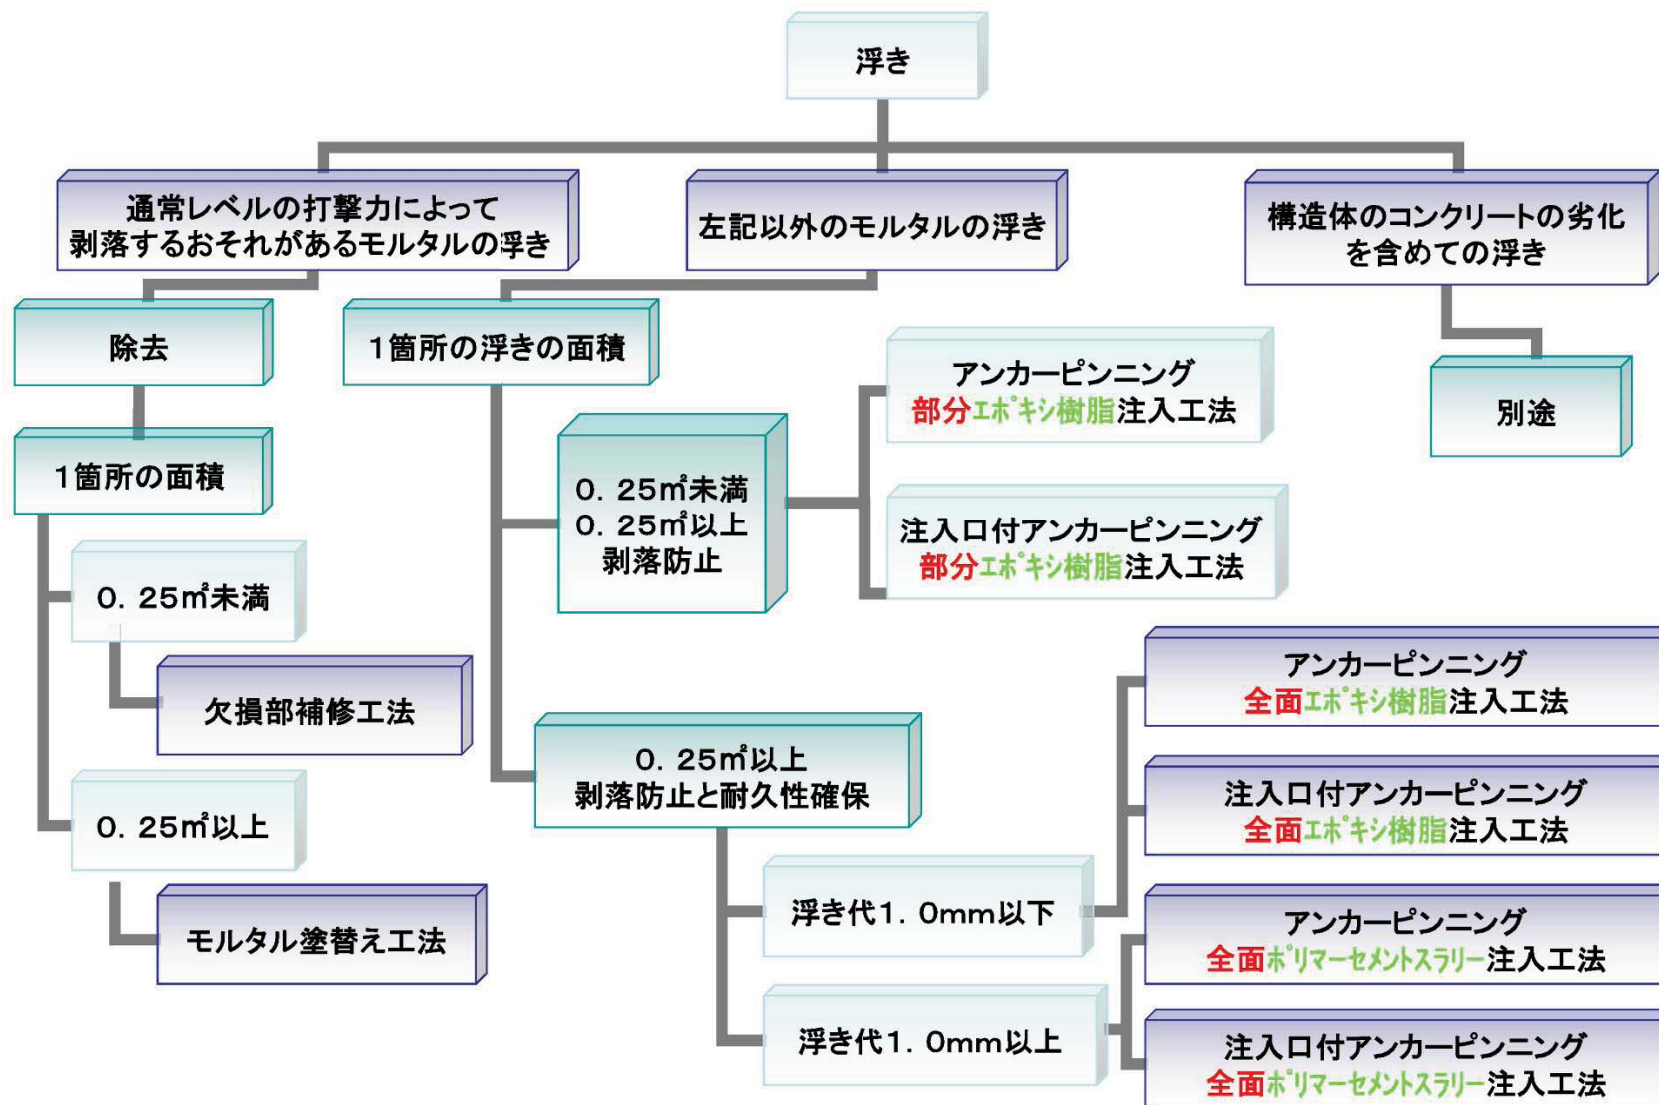 浮き
通常レベルの打撃力によって
剥落するおそれがあるモルタルの浮き
左記以外のモルタルの浮き
構造体のコンクリートの劣化
を含めての浮き
除去
1箇所の浮きの面積
別途
1箇所の面積
0.25㎡未満
欠損部補修工法
0.25㎡以上
モルタル塗替え工法
0.25㎡未満
0.25㎡以上
剥落防止
アンカーピンニング
部分エポキシ樹脂注入工法
注入口付アンカーピンニング
部分エポキシ樹脂注入工法
0.25㎡以上
剥落防止と耐久性確保
浮き代1.0mm以下
アンカーピンニング
全面エポキシ樹脂注入工法
注入口付アンカーピンニング
全面エポキシ樹脂注入工法
浮き代1.0mm以上
アンカーピンニング
全面ポリマーセメントスラリー注入工法
注入口付アンカーピンニング
全面ポリマーセメントスラリー注入工法